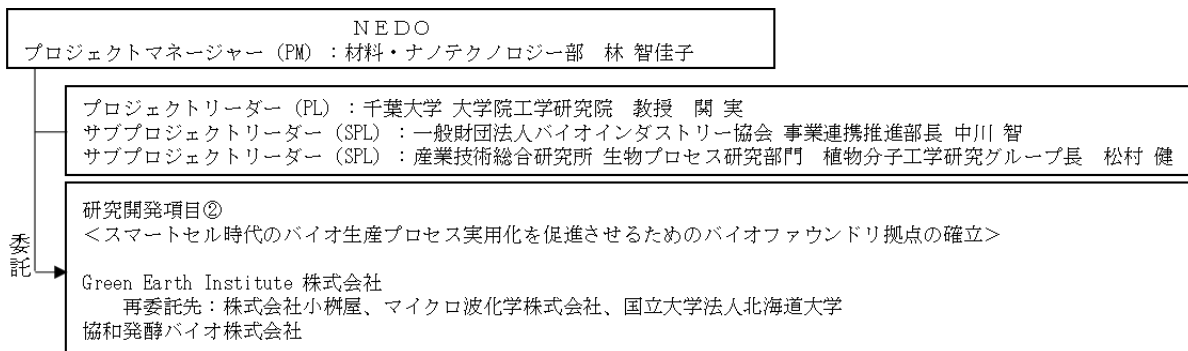 ＮＥＤＯ
プロジェクトマネージャー（PM）：材料・ナノテクノロジー部　林 智佳子
プロジェクトリーダー（PL）：千葉大学 大学院工学研究院　教授　関 実
サブプロジェクトリーダー（SPL）：一般財団法人バイオインダストリー協会 事業連携推進部長 中川 智
サブプロジェクトリーダー（SPL）：産業技術総合研究所 生物プロセス研究部門　植物分子工学研究グループ長　松村 健
委託
研究開発項目②
＜スマートセル時代のバイオ生産プロセス実用化を促進させるためのバイオファウンドリ拠点の確立＞
Green Earth Institute 株式会社
再委託先：株式会社小桝屋、マイクロ波化学株式会社、国立大学法人北海道大学
協和発酵バイオ株式会社